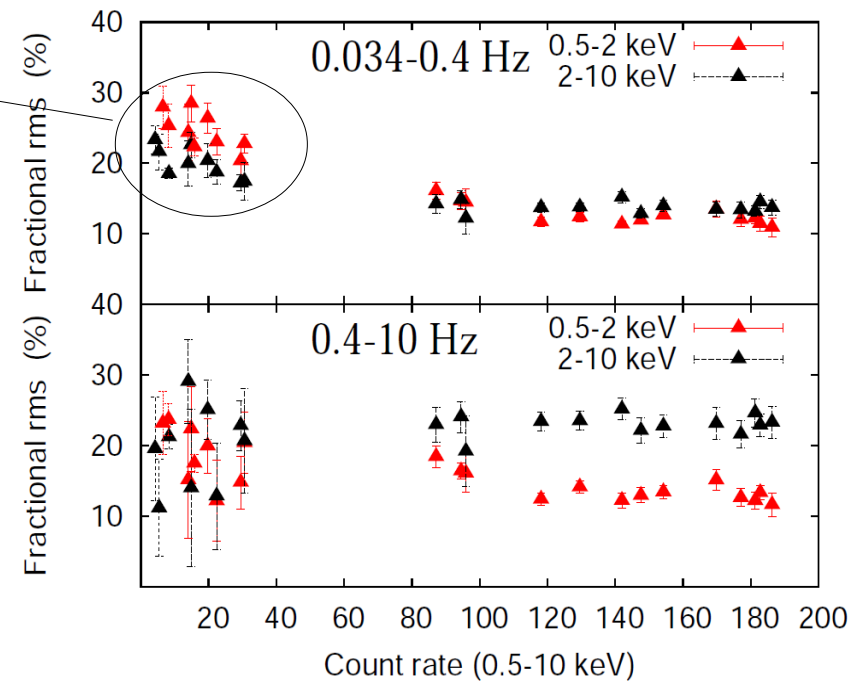 40
0.034-0.4 Hz
0.5-2 keV
2-10 keV
30
20
10
Fractional rms (%)
40
0.4-10 Hz
0.5-2 keV
2-10 keV
30
20
10
Fractional rms (%)
20 40 60 80 100 120 140 160 180 200
Count rate (0.5-10 keV)